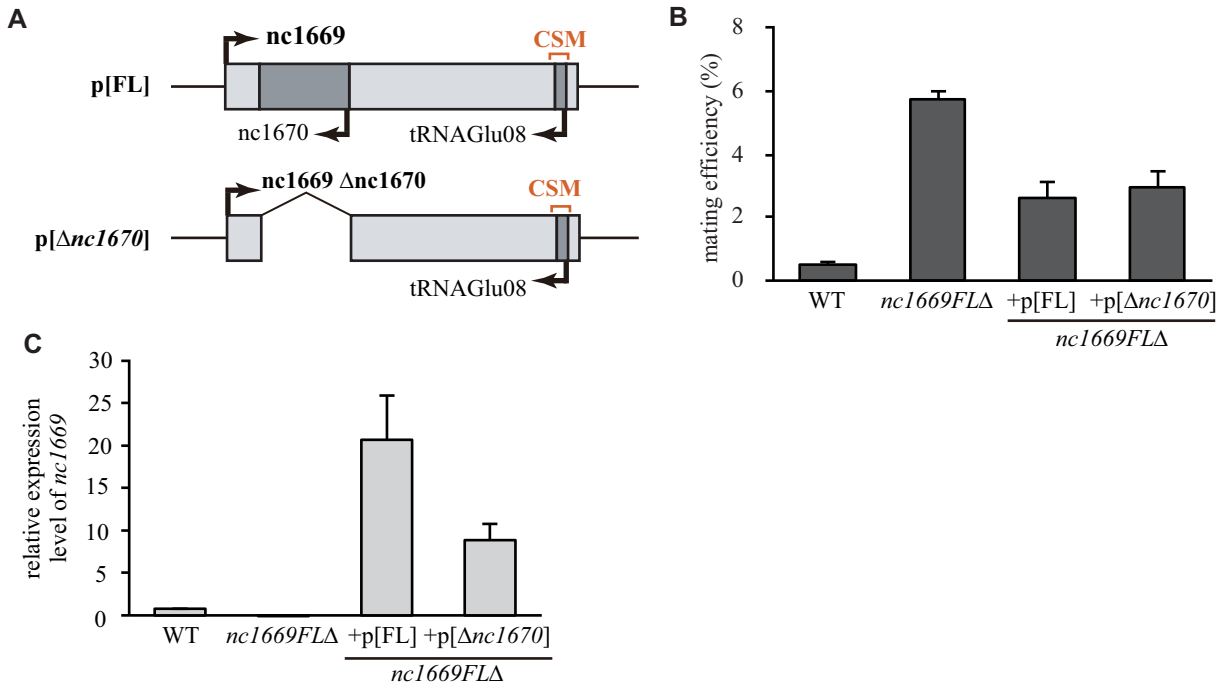 A
nc1669
CSM
p[FL]
nc1670
tRNAGlu08
nc1669 Δnc1670
CSM
p[Δnc1670]
tRNAGlu08
B
mating efficiency (%)
8
6
4
2
0
WT
nc1669FLΔ
+p[FL]
+p[Δnc1670]
nc1669FLΔ
C
relative expression
level of nc1669
30
25
20
15
10
5
0
WT
nc1669FLΔ
+p[FL]
+p[Δnc1670]
nc1669FLΔ